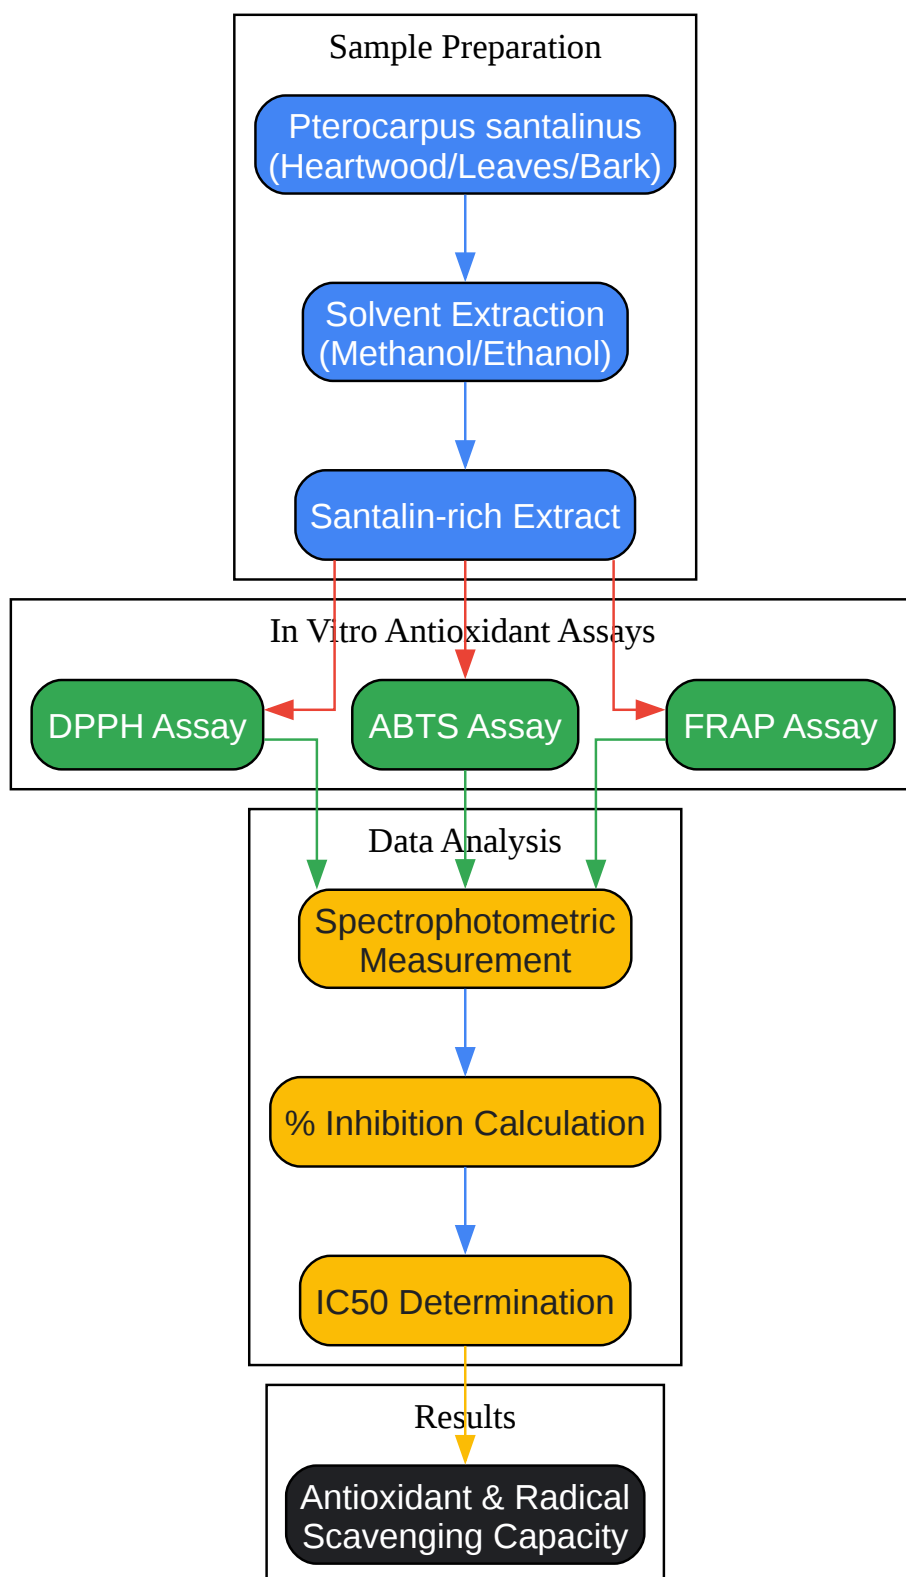 Sample Preparation
Pterocarpus santalinus
(Heartwood/Leaves/Bark)
Solvent Extraction
(Methanol/Ethanol)
Santalin-rich Extract
In Vitro Antioxidant Assays
DPPH Assay
ABTS Assay
FRAP Assay
Data Analysis
Spectrophotometric
Measurement
% Inhibition Calculation
IC50 Determination
Results
Antioxidant & Radical
Scavenging Capacity